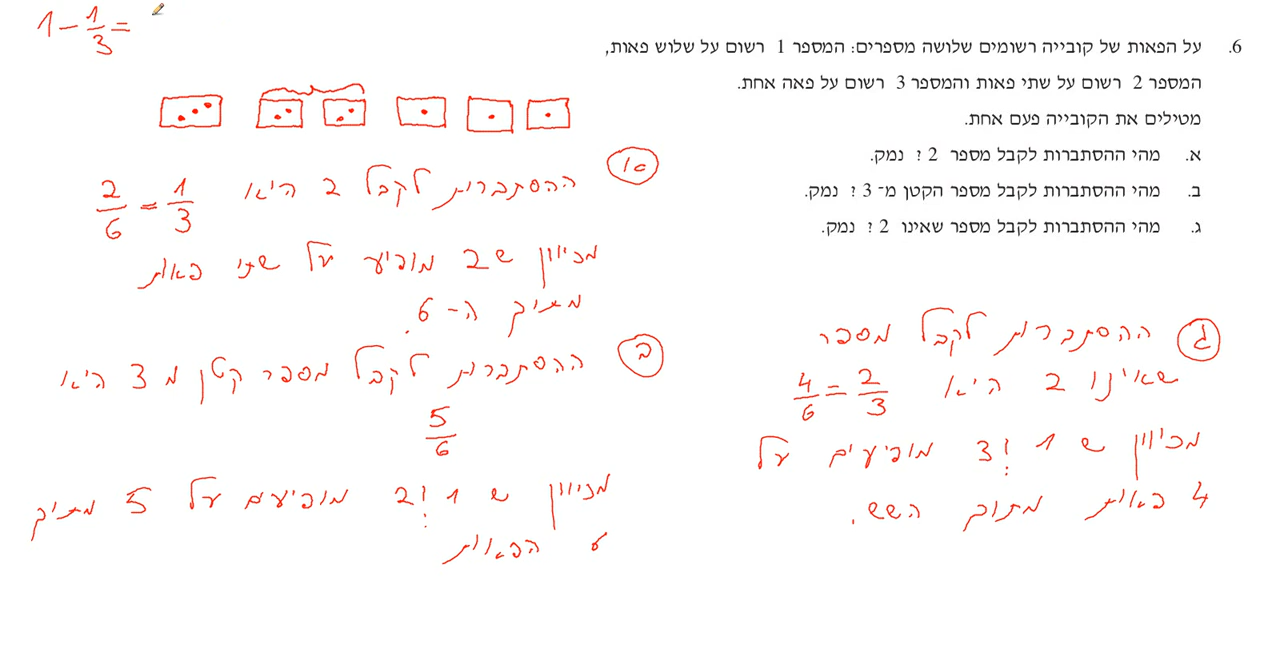 6. על הפאות של קובייה רשומים שלושה מספרים: המספר 1 רשום על שלוש פאות,
המספר 2 רשום על שתי פאות והמספר 3 רשום על פאה אחת.
מטילים את הקובייה פעם אחת.
א. מהי ההסתברות לקבל מספר 2 ? נמק.
ב. מהי ההסתברות לקבל מספר הקטן מ־ 3 ? נמק.
ג. מהי ההסתברות לקבל מספר שאינו 2 ? נמק.
1 - 1/3 =
א ההסתברות לקבל 2 היא 2/6 = 1/3
מכיוון ש 2 מופיע על שתי פאות
מתוך ה- 6.
ב ההסתברות לקבל מספר קטן מ 3 היא
5/6
מכיוון ש 1 ו 2 מופיעים על 5 מתוך
6 הפאות
ג ההסתברות לקבל מספר
שאינו 2 היא 4/6 = 2/3
מכיוון ש 1 ו 3 מופיעים על
4 פאות מתוך השש.